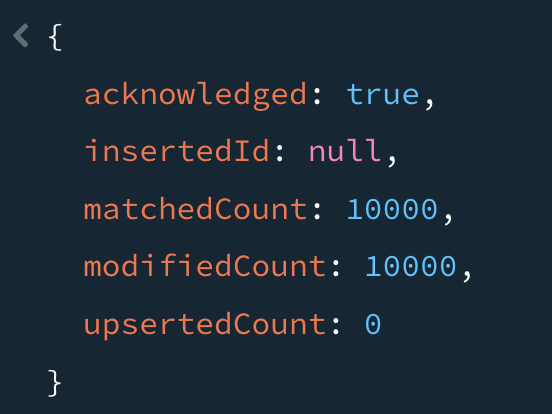 {
acknowledged: true,
insertedId: null,
matchedCount: 10000,
modifiedCount: 10000,
upsertedCount: 0
}